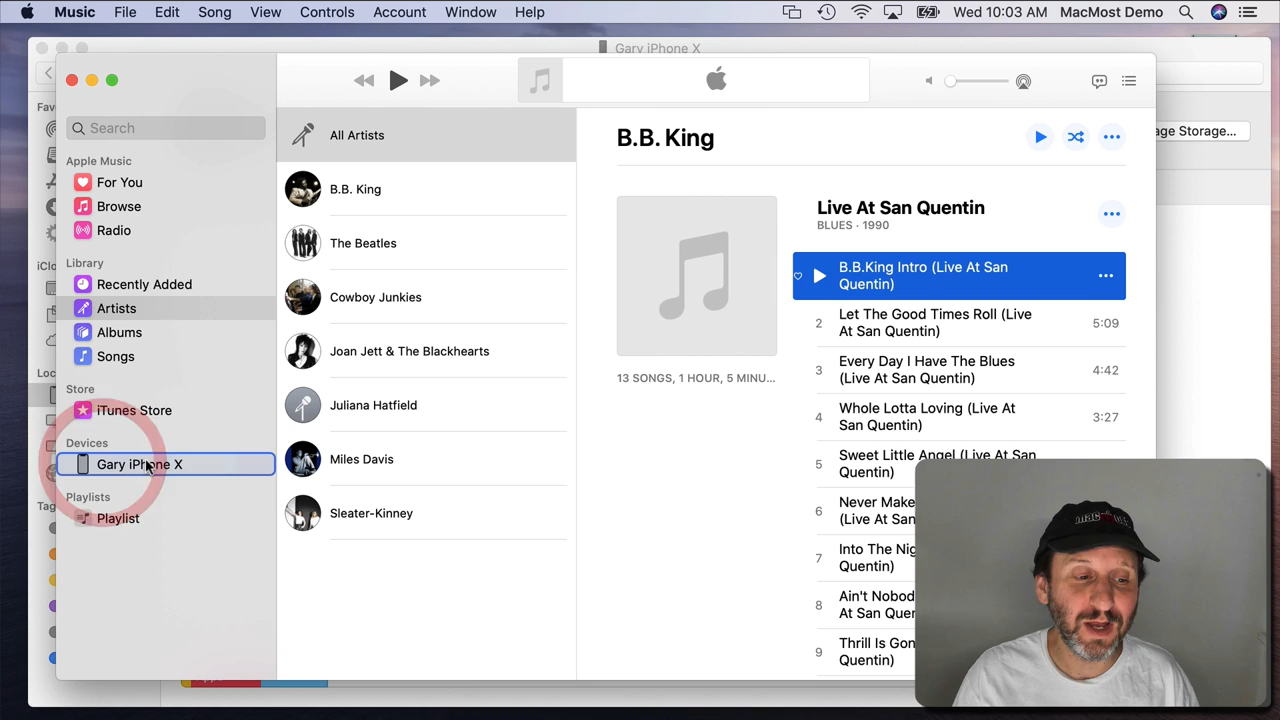 Music File Edit Song View Controls Account Window Help Wed 10:03 AM MacMost Demo
Gary iPhone X
Fav
iClo
Loc
Tag
age Storage...
Search
Apple Music
For You
Browse
Radio
Library
Recently Added
Artists
Albums
Songs
Store
iTunes Store
Devices
Gary iPhone X
Playlists
Playlist
All Artists
B.B. King
The Beatles
Cowboy Junkies
Joan Jett & The Blackhearts
Juliana Hatfield
Miles Davis
Sleater-Kinney
B.B. King
Live At San Quentin
BLUES · 1990
13 SONGS, 1 HOUR, 5 MINU...
B.B.King Intro (Live At San
Quentin)
2 Let The Good Times Roll (Live 5:09
At San Quentin)
3 Every Day I Have The Blues 4:42
(Live At San Quentin)
4 Whole Lotta Loving (Live At 3:27
San Quentin)
5 Sweet Little Angel (Live At San
Quentin)
6 Never Make
(Live At San
7 Into The Nig
Quentin)
8 Ain't Nobod
At San Quen
9 Thrill Is Gon
Quentin)